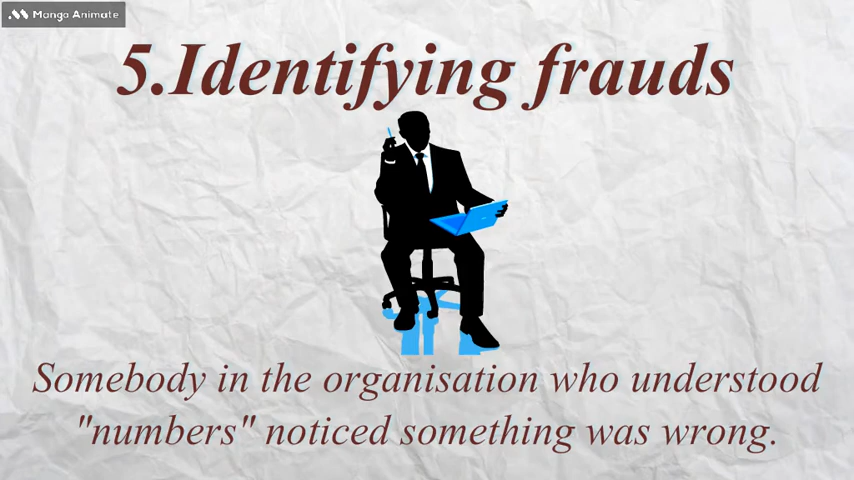 Mango Animate
5.Identifying frauds
Somebody in the organisation who understood
"numbers" noticed something was wrong.